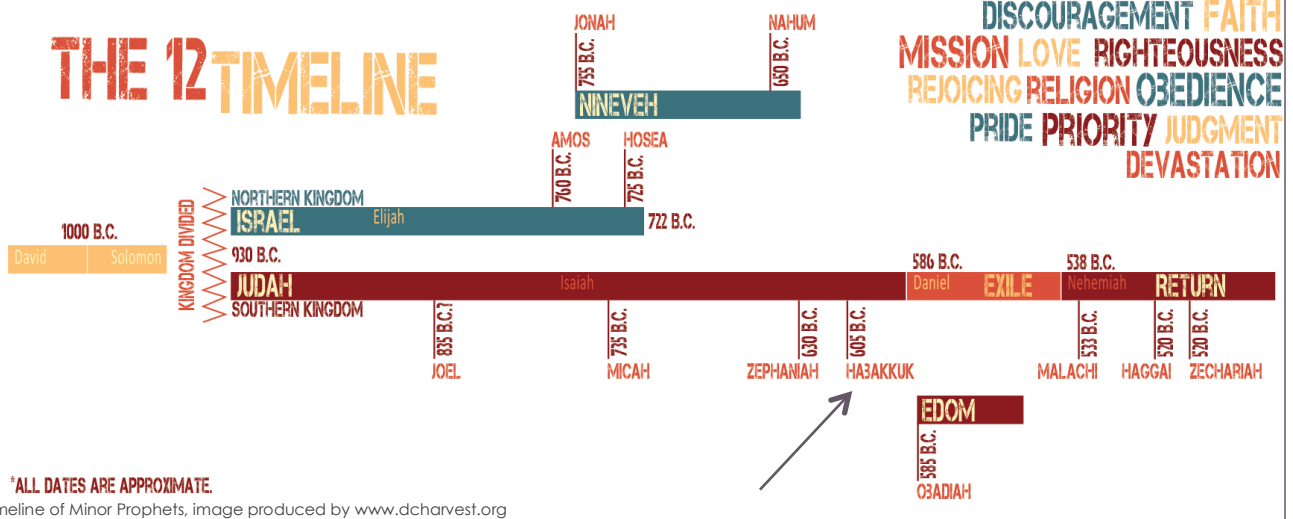 THE 12 TIMELINE
DISCOURAGEMENT FAITH
MISSION LOVE RIGHTEOUSNESS
REJOICING RELIGION OBEDIENCE
PRIDE PRIORITY JUDGMENT
DEVASTATION
JONAH
755 B.C.
NAHUM
650 B.C.
NINEVEH
AMOS
760 B.C.
HOSEA
725 B.C.
NORTHERN KINGDOM
ISRAEL
Elijah
722 B.C.
1000 B.C.
David
Solomon
KINGDOM DIVIDED
930 B.C.
586 B.C.
538 B.C.
JUDAH
Isaiah
Daniel
EXILE
Nehemiah
RETURN
SOUTHERN KINGDOM
835 B.C.?
JOEL
735 B.C.
MICAH
630 B.C.
ZEPHANIAH
605 B.C.
HABAKKUK
533 B.C.
MALACHI
520 B.C.
HAGGAI
520 B.C.
ZECHARIAH
EDOM
585 B.C.
OBADIAH
*ALL DATES ARE APPROXIMATE.
meline of Minor Prophets, image produced by www.dcharvest.org